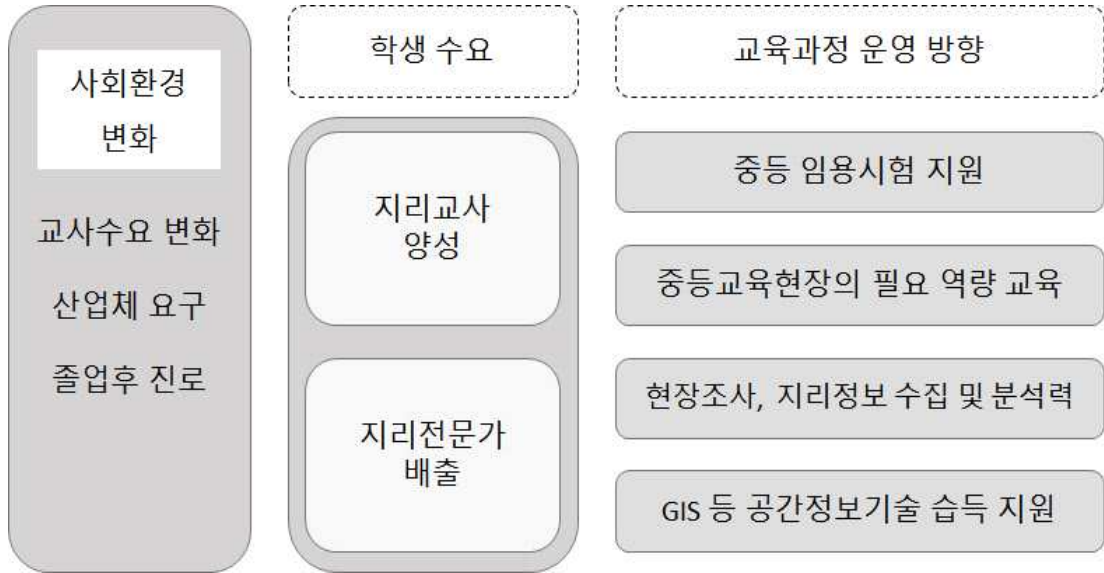 사회환경
변화
교사수요 변화
산업체 요구
졸업후 진로
학생 수요
지리교사
양성
지리전문가
배출
교육과정 운영 방향
중등 임용시험 지원
중등교육현장의 필요 역량 교육
현장조사, 지리정보 수집 및 분석력
GIS 등 공간정보기술 습득 지원